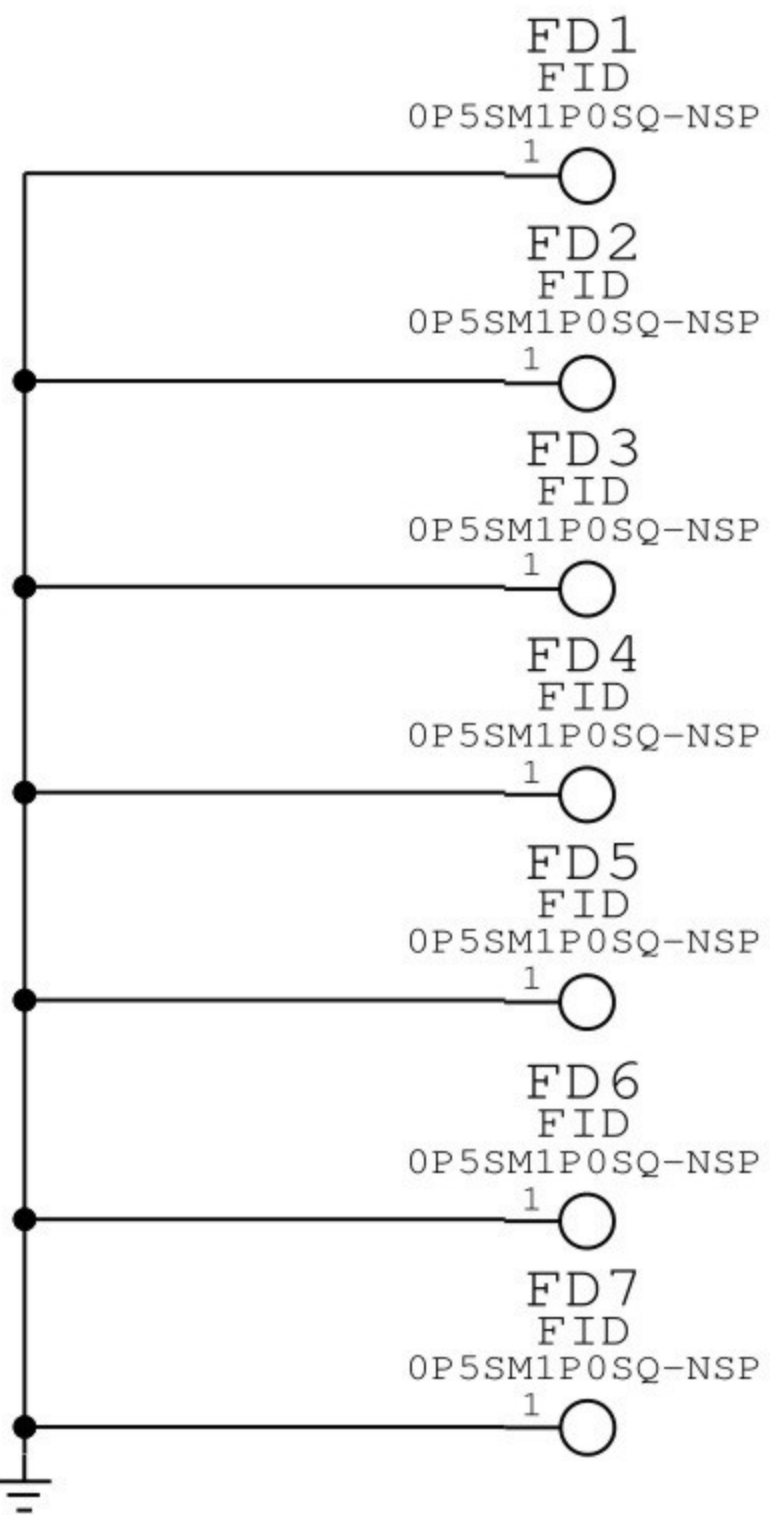 FD1
FID
0P5SM1P0SQ-NSP
1
FD2
FID
0P5SM1P0SQ-NSP
1
FD3
FID
0P5SM1P0SQ-NSP
1
FD4
FID
0P5SM1P0SQ-NSP
1
FD5
FID
0P5SM1P0SQ-NSP
1
FD6
FID
0P5SM1P0SQ-NSP
1
FD7
FID
0P5SM1P0SQ-NSP
1